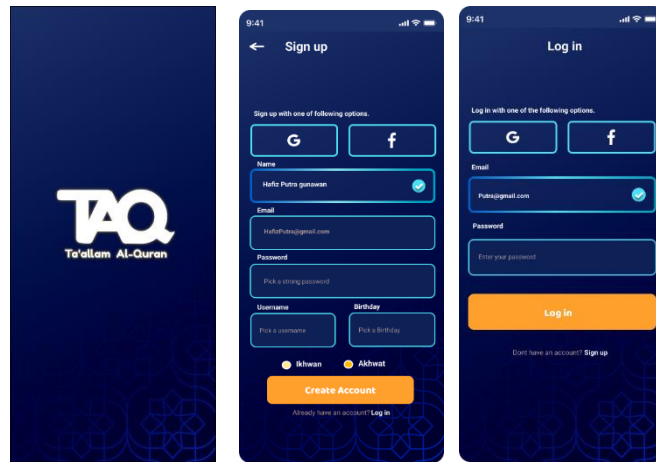 TAQ
Ta'allam Al-Quran
9:41
Sign up
Sign up with one of following options.
G f
Name
Hafiz Putra gunawan
Email
HafizPutra@gmail.com
Password
Pick a strong password
Username Birthday
Pick a username Pick a Birthday
Ikhwan Akhwat
Create Account
Already have an account? Log in
9:41
Log in
Log in with one of the following options.
G f
Email
Putra@gmail.com
Password
Enter your password
Log in
Dont have an account? Sign up